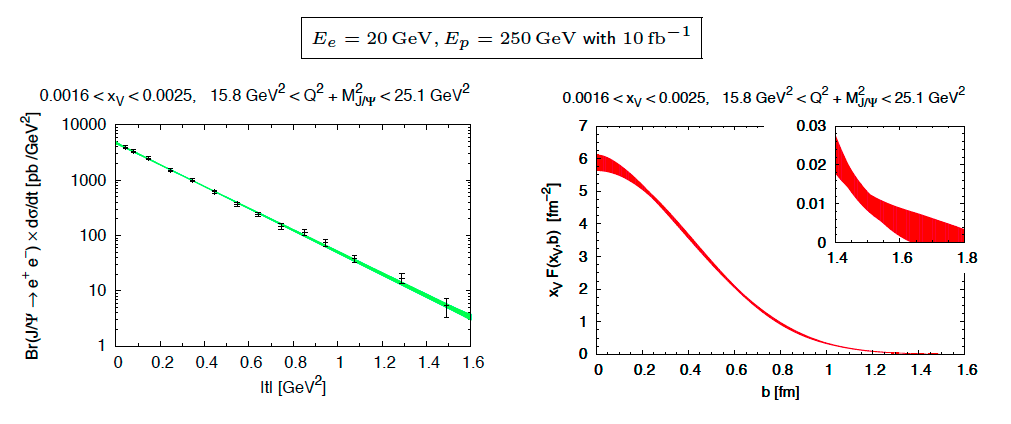 E_e = 20 GeV, E_p = 250 GeV with 10 fb^−1
0.0016 < x_V < 0.0025, 15.8 GeV^2 < Q^2 + M^2_J/Ψ < 25.1 GeV^2
Br(J/Ψ → e^+ e^−) × dσ/dt [pb /GeV^2]
10000
1000
100
10
1
0 0.2 0.4 0.6 0.8 1 1.2 1.4 1.6
|t| [GeV^2]
0.0016 < x_V < 0.0025, 15.8 GeV^2 < Q^2 + M^2_J/Ψ < 25.1 GeV^2
x_V F(x_V,b) [fm^−2]
7
6
5
4
3
2
1
0
0 0.2 0.4 0.6 0.8 1 1.2 1.4 1.6
b [fm]
0.03
0.02
0.01
0
1.4 1.6 1.8